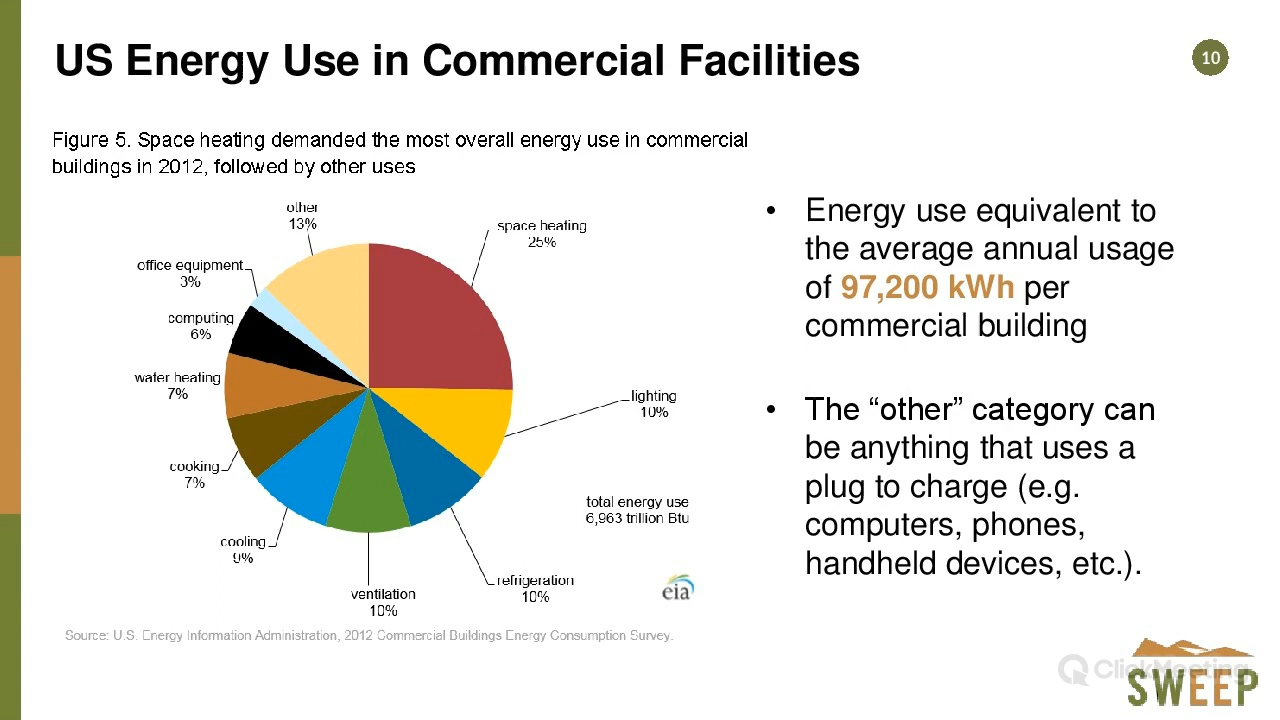 US Energy Use in Commercial Facilities
10
Figure 5. Space heating demanded the most overall energy use in commercial
buildings in 2012, followed by other uses
other
13%
space heating
25%
office equipment
3%
computing
6%
water heating
7%
lighting
10%
cooking
7%
total energy use
6,963 trillion Btu
cooling
9%
refrigeration
10%
ventilation
10%
eia
Source: U.S. Energy Information Administration, 2012 Commercial Buildings Energy Consumption Survey.
• Energy use equivalent to
the average annual usage
of 97,200 kWh per
commercial building
• The “other” category can
be anything that uses a
plug to charge (e.g.
computers, phones,
handheld devices, etc.).
ClickMeeting
SWEEP